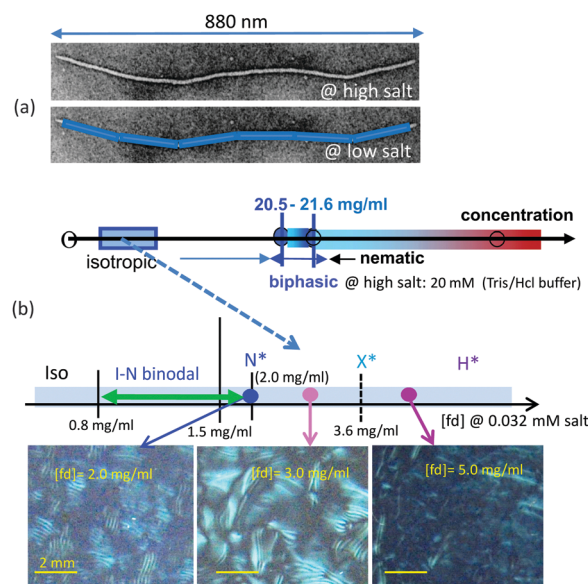 880 nm
@ high salt
(a)
@ low salt
20.5 - 21.6 mg/ml
concentration
isotropic
nematic
biphasic @ high salt: 20 mM (Tris/Hcl buffer)
(b)
Iso
I-N binodal
N*
X*
H*
(2.0 mg/ml)
0.8 mg/ml
1.5 mg/ml
3.6 mg/ml
[fd] @ 0.032 mM salt
[fd]= 2.0 mg/ml
[fd]= 3.0 mg/ml
[fd]= 5.0 mg/ml
2 mm